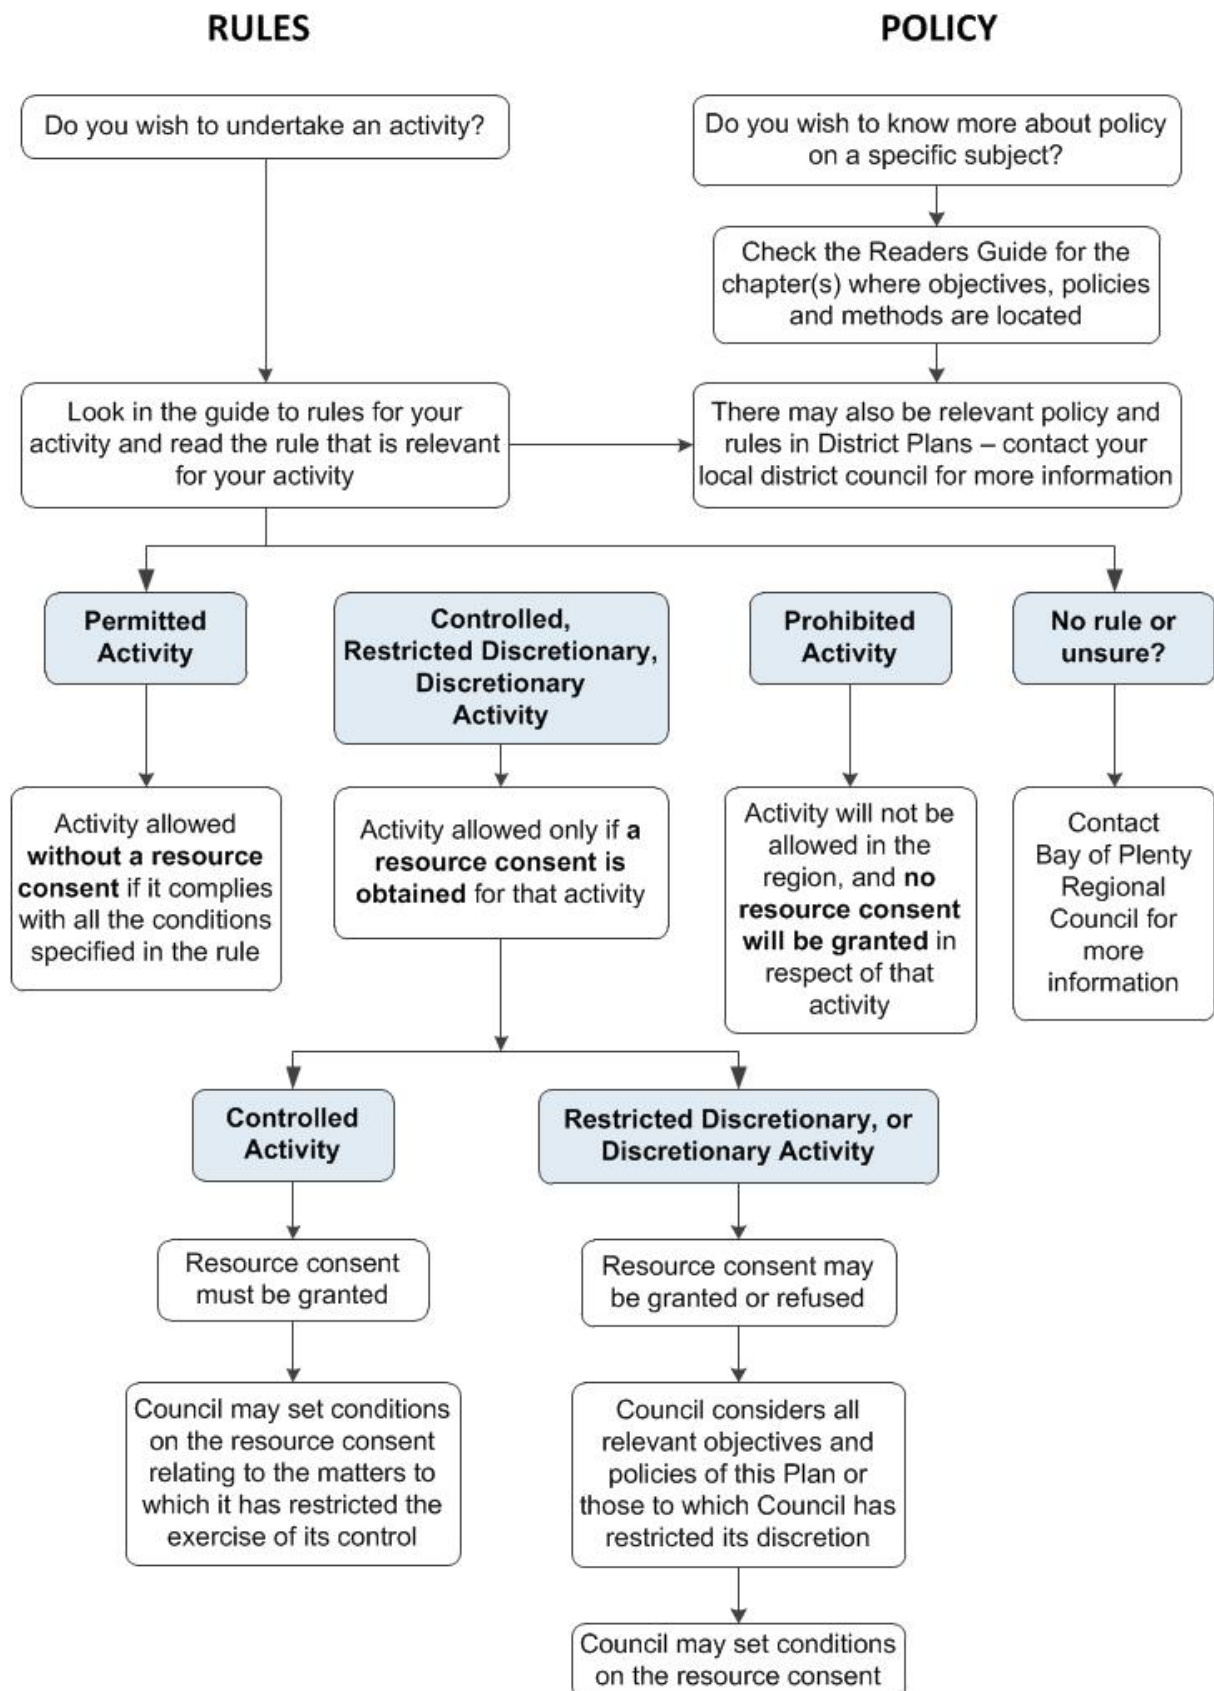 RULES
POLICY
Do you wish to undertake an activity?
Do you wish to know more about policy
on a specific subject?
Check the Readers Guide for the
chapter(s) where objectives, policies
and methods are located
Look in the guide to rules for your
activity and read the rule that is relevant
for your activity
There may also be relevant policy and
rules in District Plans – contact your
local district council for more information
Permitted
Activity
Controlled,
Restricted Discretionary,
Discretionary
Activity
Prohibited
Activity
No rule or
unsure?
Activity allowed
without a resource
consent if it complies
with all the conditions
specified in the rule
Activity allowed only if a
resource consent is
obtained for that activity
Activity will not be
allowed in the
region, and no
resource consent
will be granted in
respect of that
activity
Contact
Bay of Plenty
Regional
Council for
more
information
Controlled
Activity
Restricted Discretionary, or
Discretionary Activity
Resource consent
must be granted
Resource consent may
be granted or refused
Council may set conditions
on the resource consent
relating to the matters to
which it has restricted the
exercise of its control
Council considers all
relevant objectives and
policies of this Plan or
those to which Council has
restricted its discretion
Council may set conditions
on the resource consent